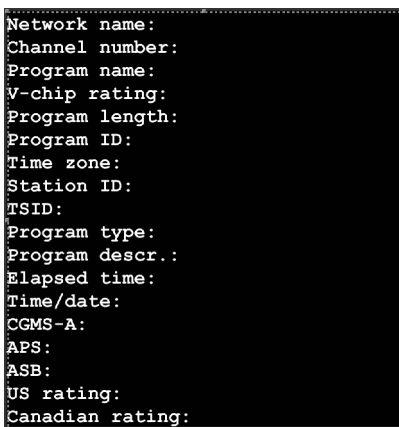 Network name:
Channel number:
Program name:
V-chip rating:
Program length:
Program ID:
Time zone:
Station ID:
TSID:
Program type:
Program descr.:
Elapsed time:
Time/date:
CGMS-A:
APS:
ASB:
US rating:
Canadian rating: